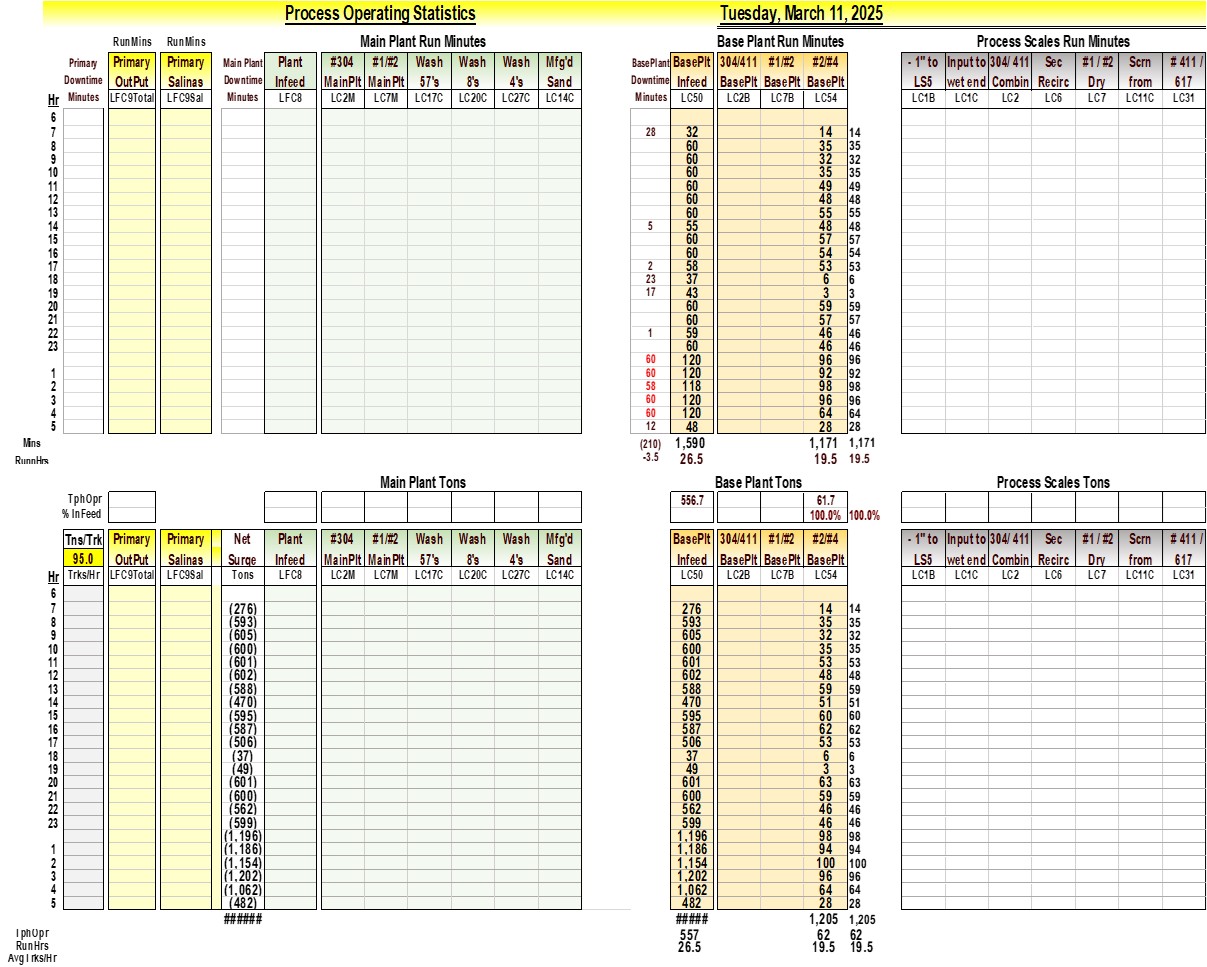 Process Operating Statistics Tuesday, March 11, 2025
RunMins RunMins Main Plant Run Minutes Base Plant Run Minutes Process Scales Run Minutes
Primary Primary Primary Main Plant Plant #304 #1/#2 Wash Wash Wash Mfg'd BasePlant BasePlt 304/411 #1/#2 #2/#4 - 1" to Input to 304/ 411 Sec #1 / #2 Scrn # 411 /
Downtime OutPut Salinas Downtime Infeed MainPlt MainPlt 57's 8's 4's Sand Downtime Infeed BasePlt BasePlt BasePlt LS5 wet end Combin Recirc Dry from 617
Hr Minutes LFC9Total LFC9Sal Minutes LFC8 LC2M LC7M LC17C LC20C LC27C LC14C Minutes LC50 LC2B LC7B LC54 LC1B LC1C LC2 LC6 LC7 LC11C LC31
6
7 28 32 14 14
8 60 35 35
9 60 32 32
10 60 35 35
11 60 49 49
12 60 48 48
13 60 55 55
14 5 55 48 48
15 60 57 57
16 60 54 54
17 2 58 53 53
18 23 37 6 6
19 17 43 3 3
20 60 59 59
21 60 57 57
22 1 59 46 46
23 60 46 46
60 120 96 96
1 60 120 92 92
2 58 118 98 98
3 60 120 96 96
4 60 120 64 64
5 12 48 28 28
Mins (210) 1,590 1,171 1,171
RunnHrs -3.5 26.5 19.5 19.5
Main Plant Tons Base Plant Tons Process Scales Tons
TphOpr 556.7 61.7
% InFeed 100.0% 100.0%
Tns/Trk Primary Primary Net Plant #304 #1/#2 Wash Wash Wash Mfg'd BasePlt 304/411 #1/#2 #2/#4 - 1" to Input to 304/ 411 Sec #1 / #2 Scrn # 411 /
95.0 OutPut Salinas Surge Infeed MainPlt MainPlt 57's 8's 4's Sand Infeed BasePlt BasePlt BasePlt LS5 wet end Combin Recirc Dry from 617
Hr Trks/Hr LFC9Total LFC9Sal Tons LFC8 LC2M LC7M LC17C LC20C LC27C LC14C LC50 LC2B LC7B LC54 LC1B LC1C LC2 LC6 LC7 LC11C LC31
6
7 (276) 276 14 14
8 (593) 593 35 35
9 (605) 605 32 32
10 (600) 600 35 35
11 (601) 601 53 53
12 (602) 602 48 48
13 (588) 588 59 59
14 (470) 470 51 51
15 (595) 595 60 60
16 (587) 587 62 62
17 (506) 506 53 53
18 (37) 37 6 6
19 (49) 49 3 3
20 (601) 601 63 63
21 (600) 600 59 59
22 (562) 562 46 46
23 (599) 599 46 46
(1,196) 1,196 98 98
1 (1,186) 1,186 94 94
2 (1,154) 1,154 100 100
3 (1,202) 1,202 96 96
4 (1,062) 1,062 64 64
5 (482) 482 28 28
###### ##### 1,205 1,205
TphOpr 557 62 62
RunHrs 26.5 19.5 19.5
AvgTrks/Hr